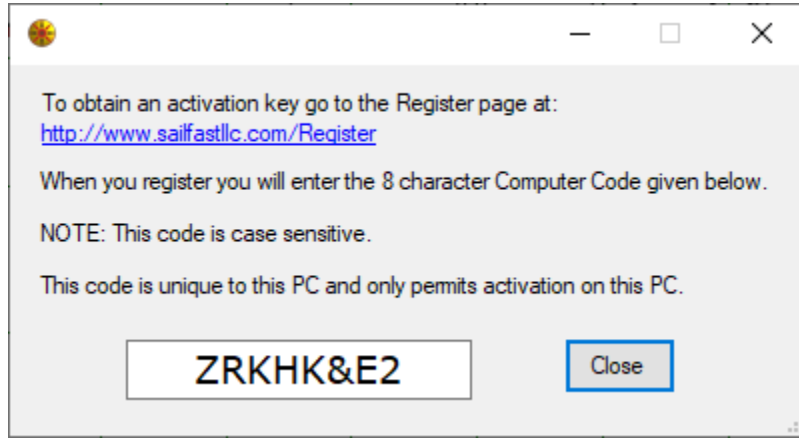 To obtain an activation key go to the Register page at:
http://www.sailfastllc.com/Register
When you register you will enter the 8 character Computer Code given below.
NOTE: This code is case sensitive.
This code is unique to this PC and only permits activation on this PC.
ZRKHK&E2
Close